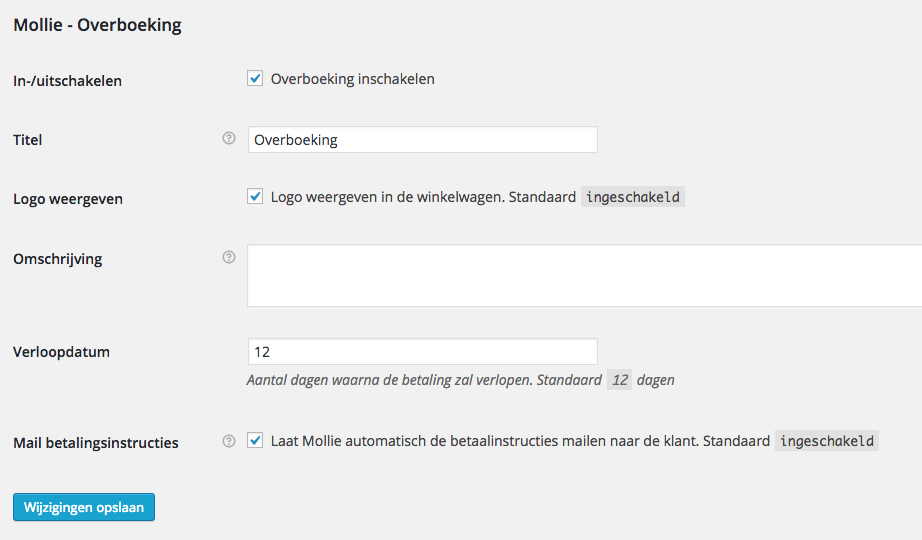 Mollie - Overboeking
In-/uitschakelen
Overboeking inschakelen
Titel
Overboeking
Logo weergeven
Logo weergeven in de winkelwagen. Standaard ingeschakeld
Omschrijving
Verloopdatum
12
Aantal dagen waarna de betaling zal verlopen. Standaard 12 dagen
Mail betalingsinstructies
Laat Mollie automatisch de betaalinstructies mailen naar de klant. Standaard ingeschakeld
Wijzigingen opslaan